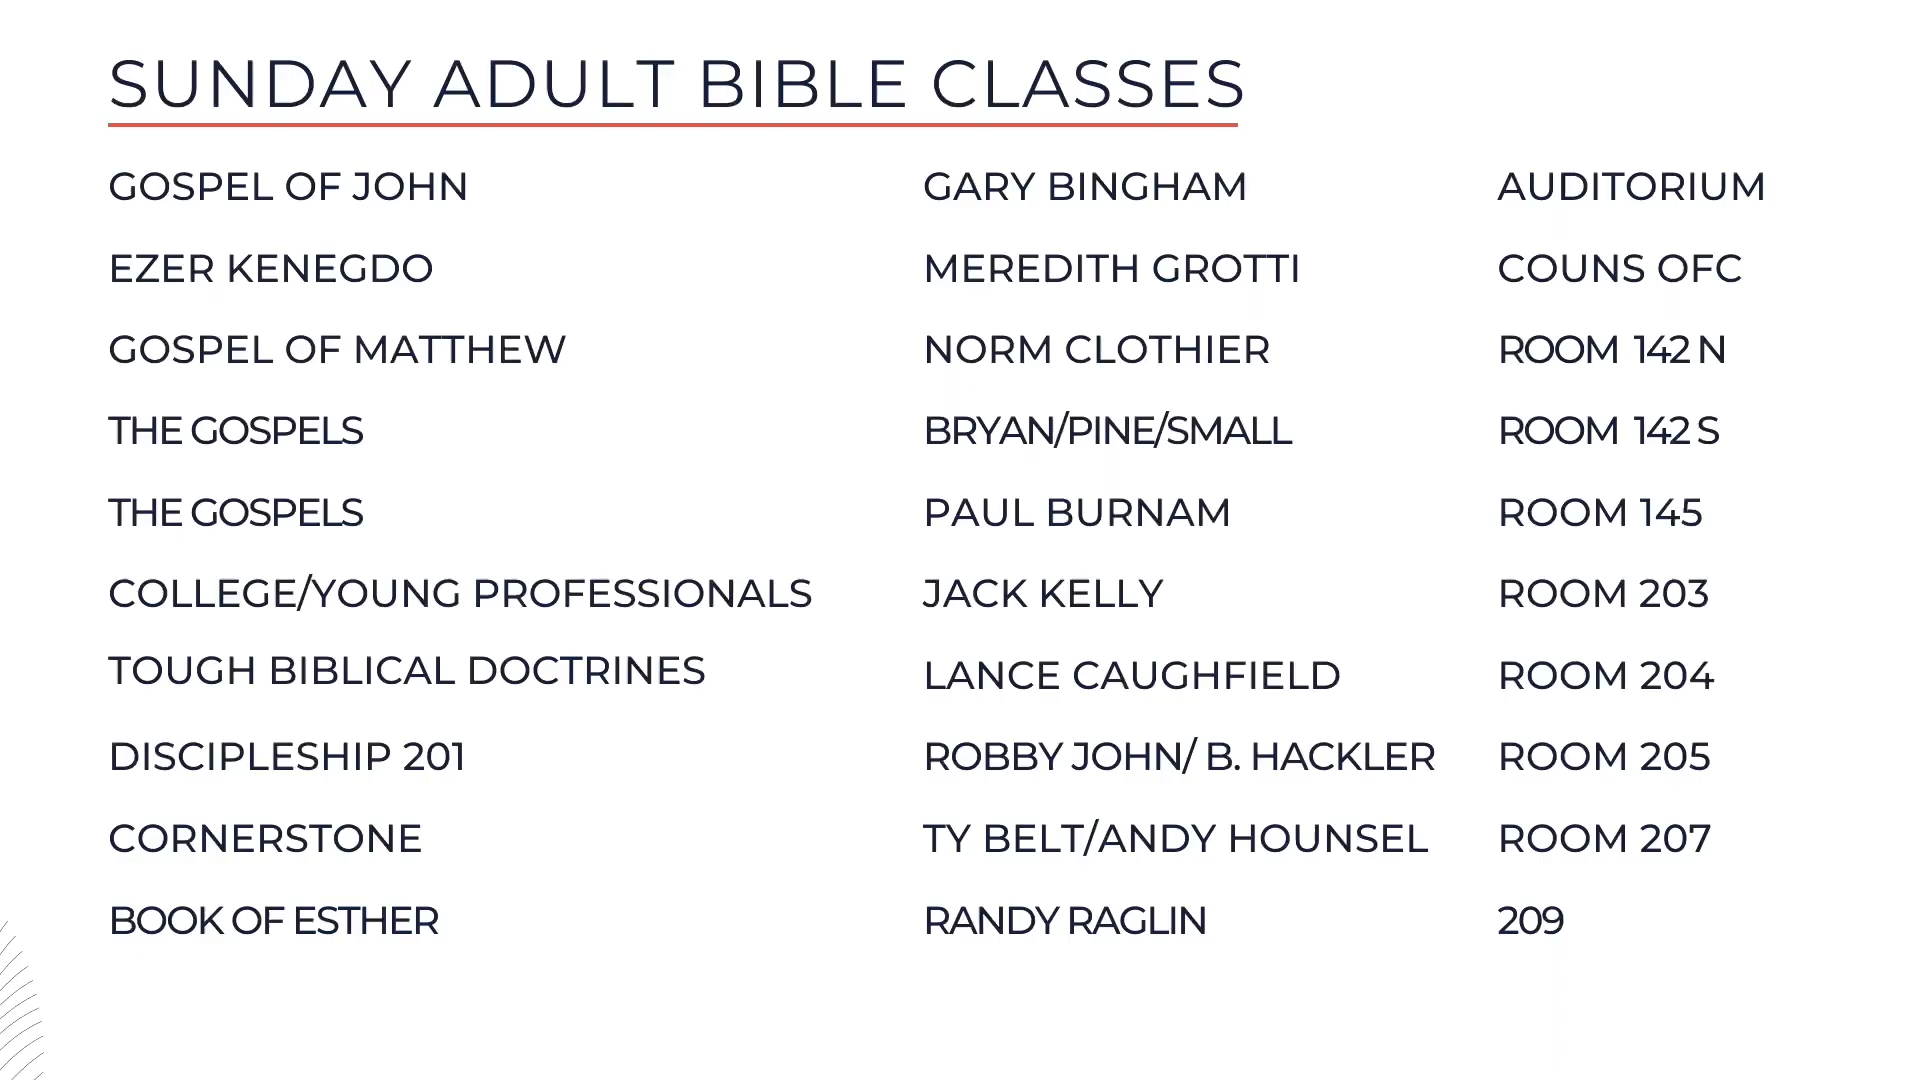 SUNDAY ADULT BIBLE CLASSES
GOSPEL OF JOHN GARY BINGHAM AUDITORIUM
EZER KENEGDO MEREDITH GROTTI COUNS OFC
GOSPEL OF MATTHEW NORM CLOTHIER ROOM 142 N
THE GOSPELS BRYAN/PINE/SMALL ROOM 142 S
THE GOSPELS PAUL BURNAM ROOM 145
COLLEGE/YOUNG PROFESSIONALS JACK KELLY ROOM 203
TOUGH BIBLICAL DOCTRINES LANCE CAUGHFIELD ROOM 204
DISCIPLESHIP 201 ROBBY JOHN/ B. HACKLER ROOM 205
CORNERSTONE TY BELT/ANDY HOUNSEL ROOM 207
BOOK OF ESTHER RANDY RAGLIN 209